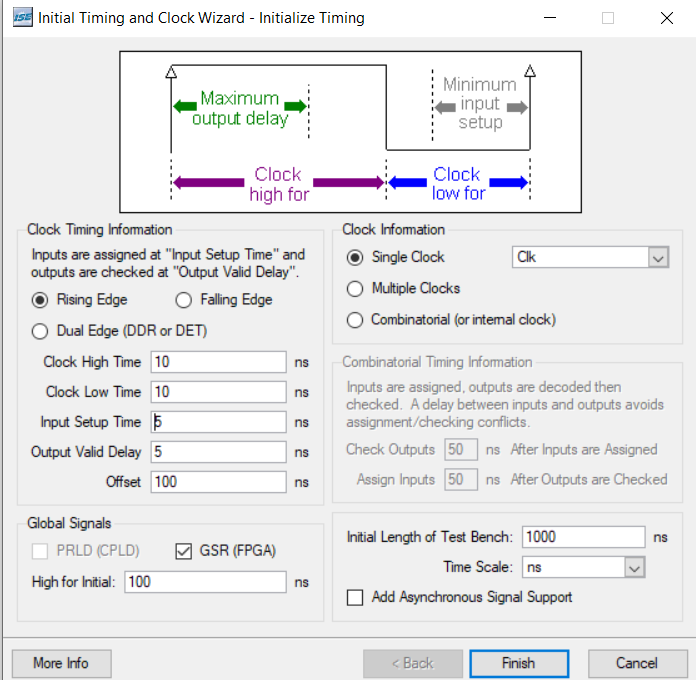 ISE Initial Timing and Clock Wizard - Initialize Timing
Maximum
output delay
Minimum
input
setup
Clock
high for
Clock
low for
Clock Timing Information
Inputs are assigned at "Input Setup Time" and
outputs are checked at "Output Valid Delay".
Rising Edge
Falling Edge
Dual Edge (DDR or DET)
Clock High Time 10 ns
Clock Low Time 10 ns
Input Setup Time 5 ns
Output Valid Delay 5 ns
Offset 100 ns
Global Signals
PRLD (CPLD)
GSR (FPGA)
High for Initial: 100 ns
Clock Information
Single Clock
Clk
Multiple Clocks
Combinatorial (or internal clock)
Combinatorial Timing Information
Inputs are assigned, outputs are decoded then
checked. A delay between inputs and outputs avoids
assignment/checking conflicts.
Check Outputs 50 ns After Inputs are Assigned
Assign Inputs 50 ns After Outputs are Checked
Initial Length of Test Bench: 1000 ns
Time Scale: ns
Add Asynchronous Signal Support
More Info
< Back
Finish
Cancel